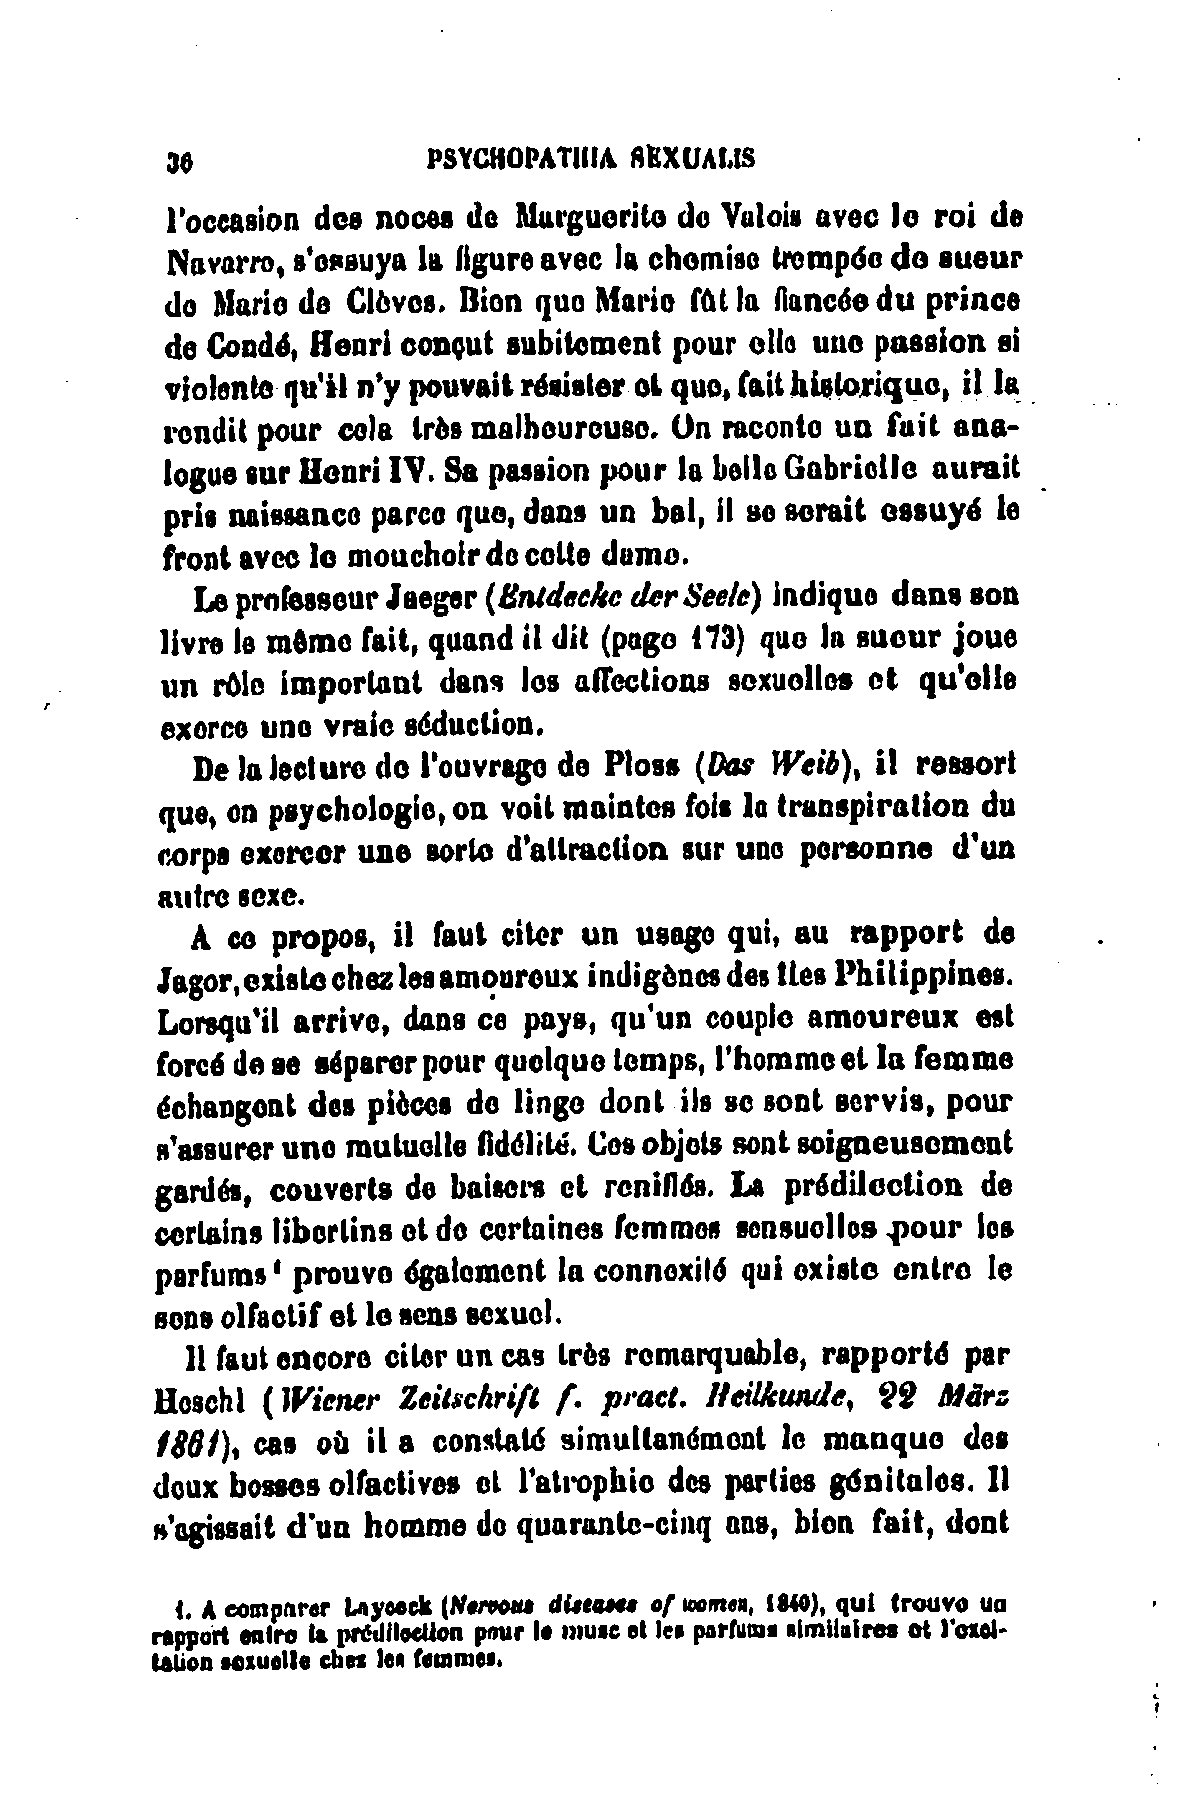 36 PSYCHOPATHIA SEXUALIS
l'occasion des noces de Marguerite de Valois avec le roi de
Navarre, s'essuya la figure avec la chemise trempée de sueur
de Marie de Clèves. Bien que Marie fût la fiancée du prince
de Condé, Henri conçut subitement pour elle une passion si
violente qu'il n'y pouvait résister et que, fait historique, il la
rendit pour cela très malheureuse. On raconte un fait ana-
logue sur Henri IV. Sa passion pour la belle Gabrielle aurait
pris naissance parce que, dans un bal, il se serait essuyé le
front avec le mouchoir de cette dame.
Le professeur Jaeger (Entdecke der Seele) indique dans son
livre le même fait, quand il dit (page 173) que la sueur joue
un rôle important dans les affections sexuelles et qu'elle
exerce une vraie séduction.
De la lecture de l'ouvrage de Ploss (Das Weib), il ressort
que, en psychologie, on voit maintes fois la transpiration du
corps exercer une sorte d'attraction sur une personne d'un
autre sexe.
A ce propos, il faut citer un usage qui, au rapport de
Jagor, existe chez les amoureux indigènes des îles Philippines.
Lorsqu'il arrive, dans ce pays, qu'un couple amoureux est
forcé de se séparer pour quelque temps, l'homme et la femme
échangent des pièces de linge dont ils se sont servis, pour
s'assurer une mutuelle fidélité. Ces objets sont soigneusement
gardés, couverts de baisers et reniflés. La prédilection de
certains libertins et de certaines femmes sensuelles pour les
parfums¹ prouve également la connexité qui existe entre le
sens olfactif et le sens sexuel.
Il faut encore citer un cas très remarquable, rapporté par
Heschl (Wiener Zeitschrift f. pract. Heilkunde, 22 März
1861), cas où il a constaté simultanément le manque des
deux bosses olfactives et l'atrophie des parties génitales. Il
s'agissait d'un homme de quarante-cinq ans, bien fait, dont
1. A comparer Laycock (Nervous diseases of women, 1840), qui trouve un
rapport entre la prédilection pour le musc et les parfums similaires et l'exci-
tation sexuelle chez les femmes.